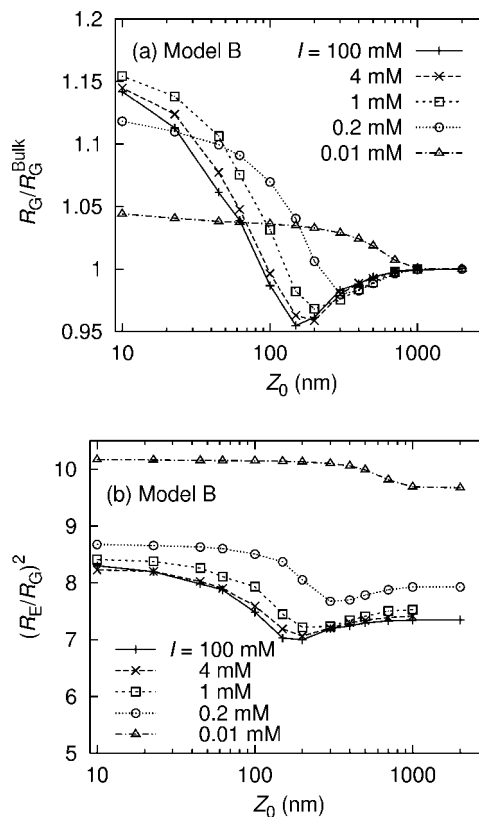 1.2
(a) Model B
I = 100 mM
4 mM
1 mM
0.2 mM
0.01 mM
1.15
1.1
1.05
1
0.95
R_G/R_G^Bulk
10 100 1000
Z_0 (nm)
(b) Model B
10
9
8
7
6
5
(R_E/R_G)^2
I = 100 mM
4 mM
1 mM
0.2 mM
0.01 mM
10 100 1000
Z_0 (nm)